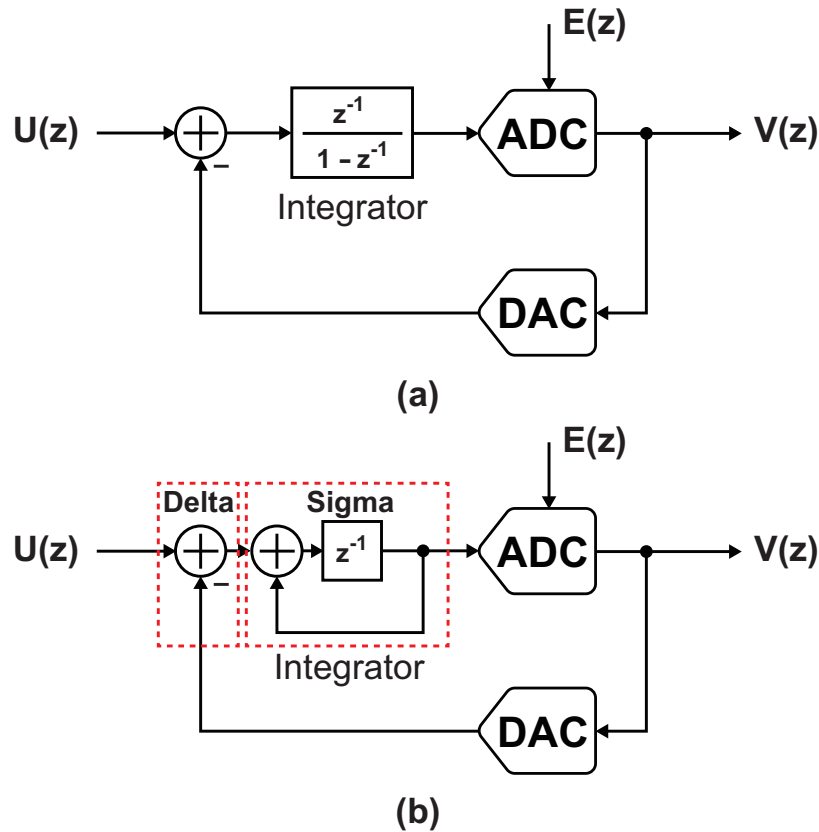 E(z)
U(z)
z⁻¹
1 - z⁻¹
ADC
V(z)
Integrator
DAC
(a)
E(z)
Delta
Sigma
U(z)
z⁻¹
ADC
V(z)
Integrator
DAC
(b)